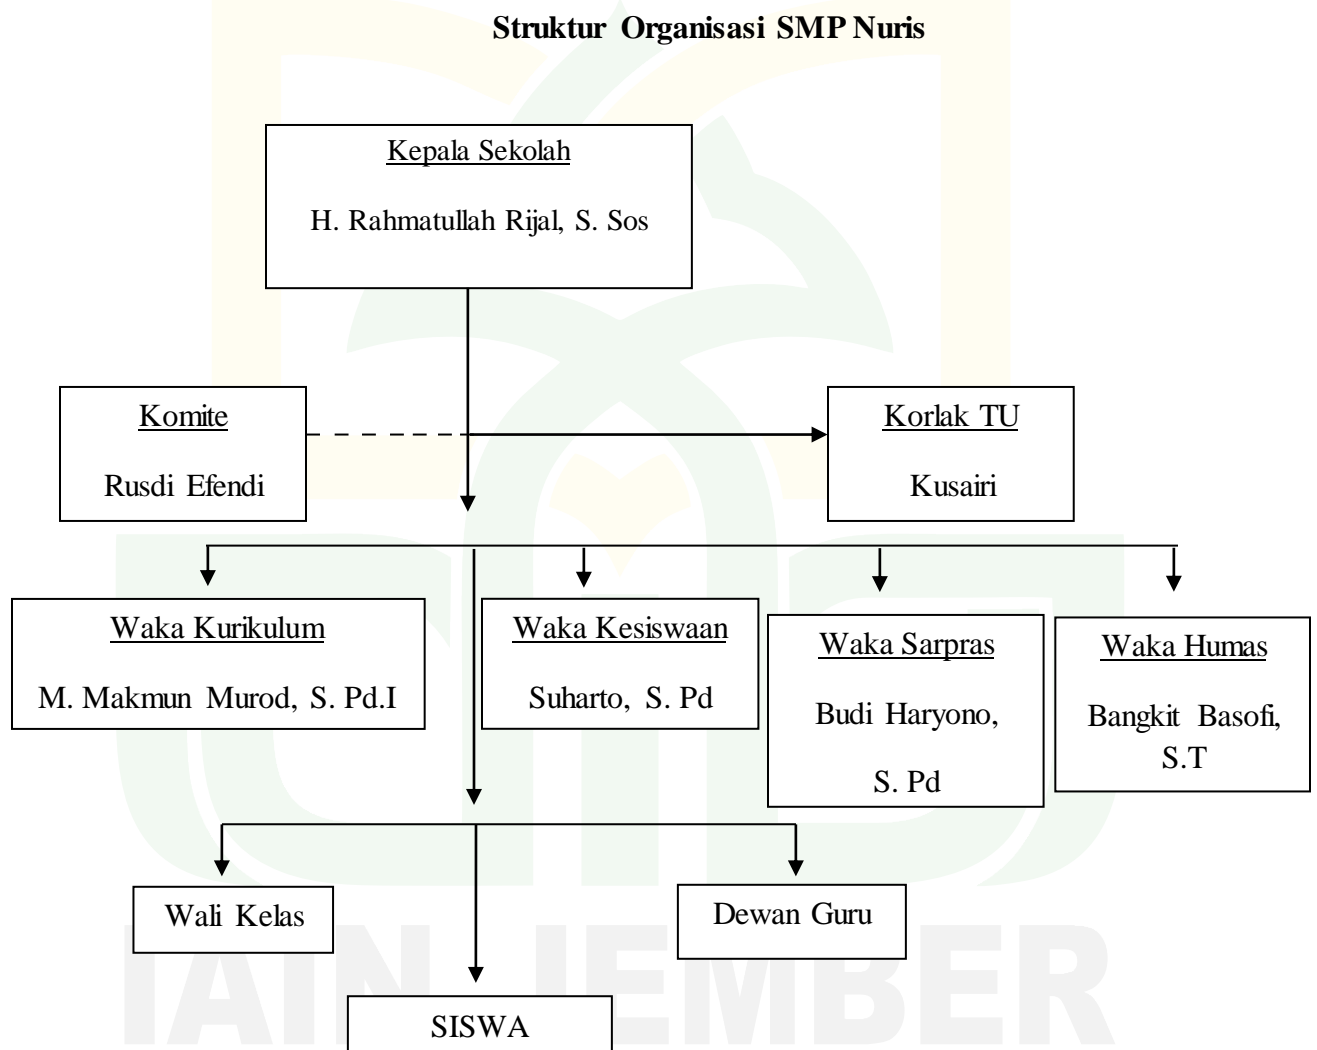 Struktur Organisasi SMP Nuris
Kepala Sekolah
H. Rahmatullah Rijal, S. Sos
Komite
Rusdi Efendi
Korlak TU
Kusairi
Waka Kurikulum
M. Makmun Murod, S. Pd.I
Waka Kesiswaan
Suharto, S. Pd
Waka Sarpras
Budi Haryono,
S. Pd
Waka Humas
Bangkit Basofi,
S.T
Wali Kelas
Dewan Guru
SISWA
IAIN JEMBER